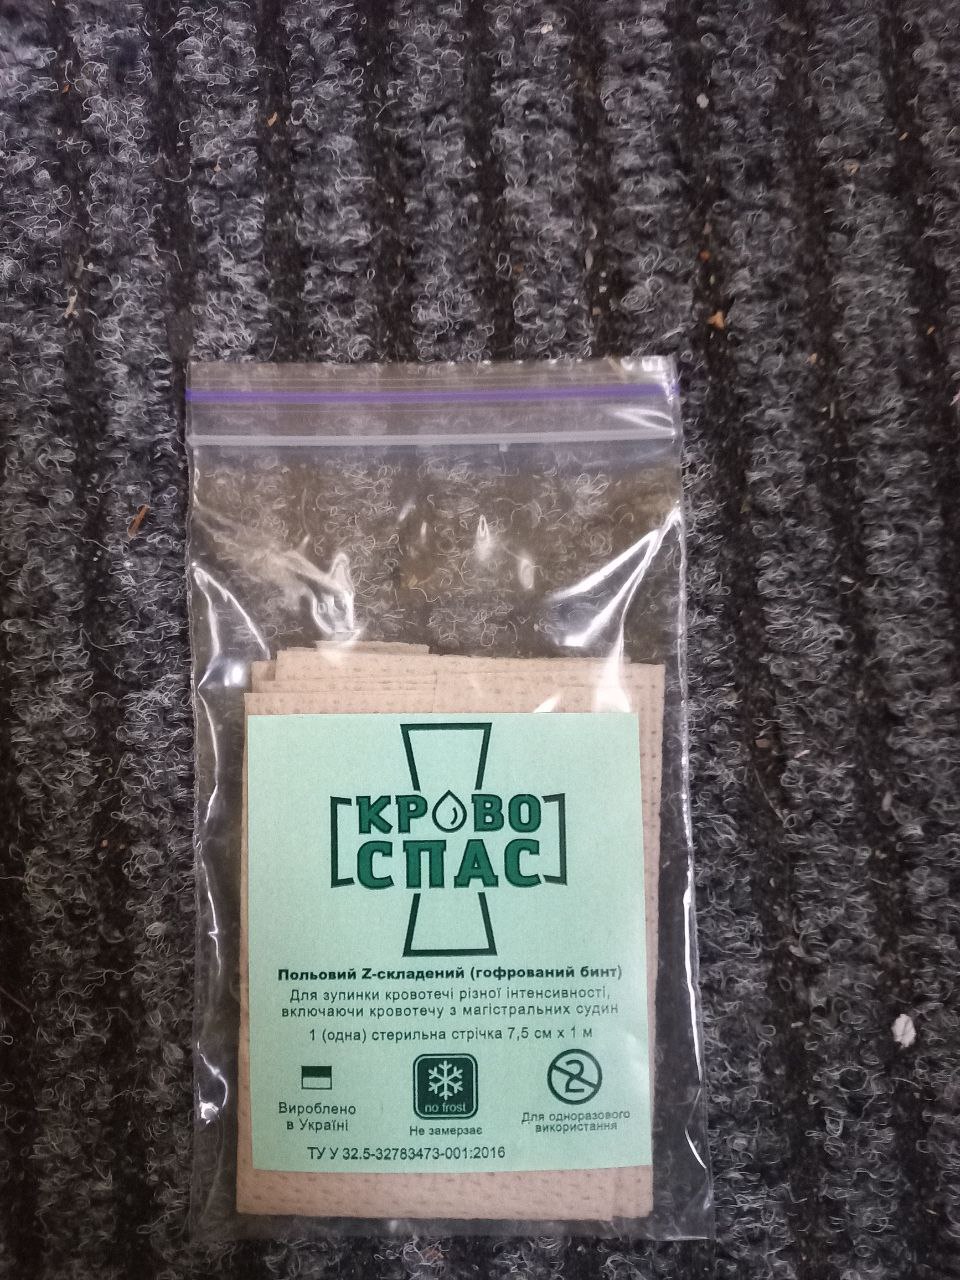 КРОВО
СПАС
Польовий Z-складений (гофрований бинт)
Для зупинки кровотечі різної інтенсивності,
включаючи кровотечу з магістральних судин
1 (одна) стерильна стрічка 7,5 см х 1 м
no frost
2
Вироблено
в Україні
Не замерзає
Для одноразового
використання
ТУ У 32.5-32783473-001:2016